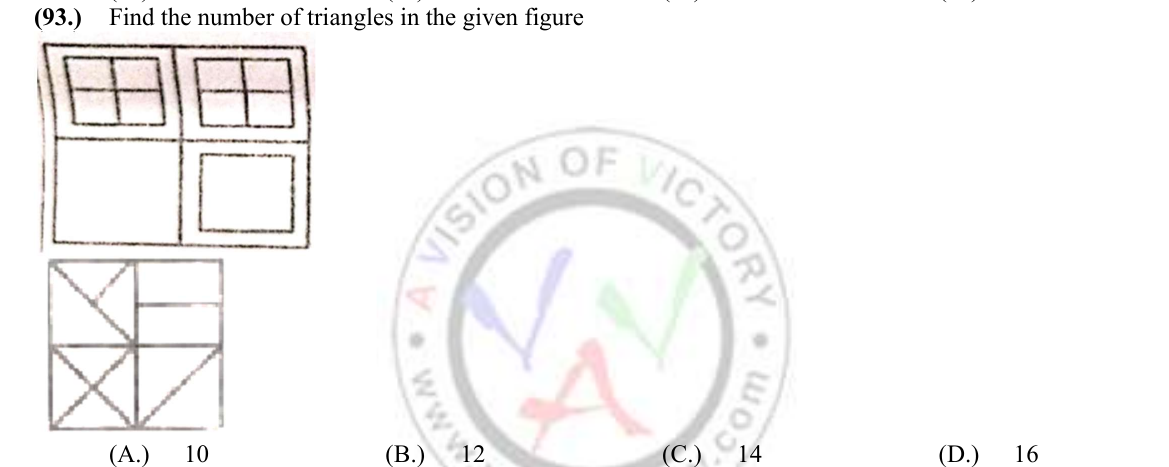 (93.) Find the number of triangles in the given figure
A VISION OF VICTORY
(A.) 10 (B.) 12 (C.) 14 (D.) 16